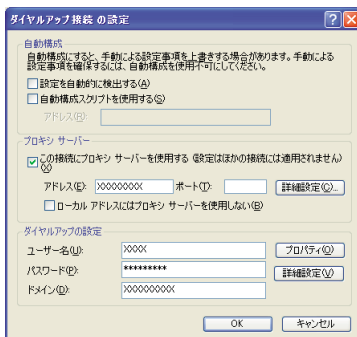 ダイヤルアップ接続 の設定
自動構成
自動構成にすると、手動による設定事項を上書きする場合があります。手動による
設定事項を確保するには、自動構成を使用不可にしてください。
設定を自動的に検出する(A)
自動構成スクリプトを使用する(S)
アドレス(R):
プロキシ サーバー
この接続にプロキシ サーバーを使用する (設定はほかの接続には適用されません)
(X)
アドレス(E): XXXXXXXX ポート(T): 詳細設定(C)...
ローカル アドレスにはプロキシ サーバーを使用しない(B)
ダイヤルアップの設定
ユーザー名(U): XXXX プロパティ(O)
パスワード(P): ********* 詳細設定(V)
ドメイン(D): XXXXXXXXX
OK キャンセル